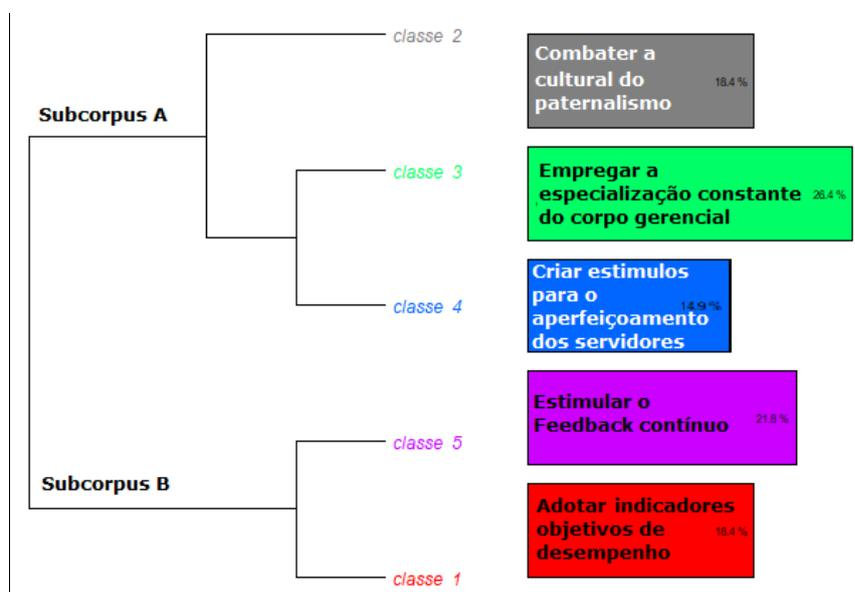 classe 2
Combater a
cultural do
paternalismo
18.4 %
Subcorpus A
classe 3
Empregar a
especialização constante
do corpo gerencial
26.4 %
classe 4
Criar estimulos
para o
aperfeiçoamento
dos servidores
14.9 %
classe 5
Estimular o
Feedback contínuo
21.8 %
Subcorpus B
classe 1
Adotar indicadores
objetivos de
desempenho
18.4 %